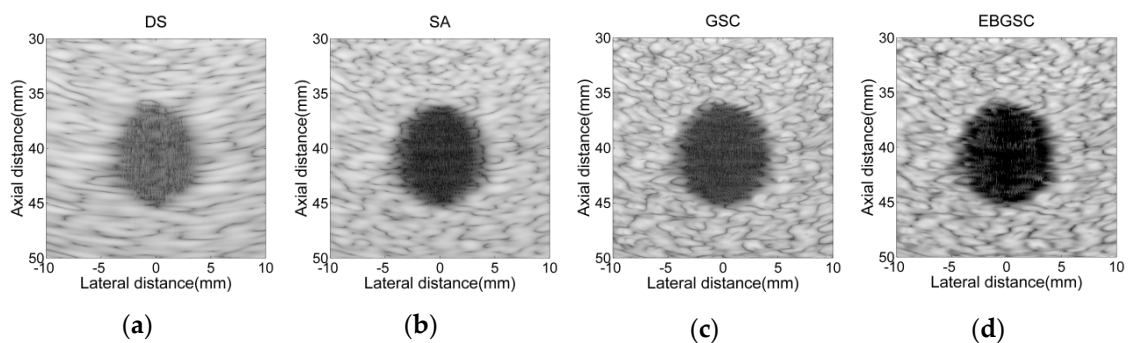 DS SA GSC EBGSC
30 30 30 30
35 35 35 35
40 40 40 40
45 45 45 45
50 50 50 50
Axial distance(mm) Axial distance(mm) Axial distance(mm) Axial distance(mm)
-10 -5 0 5 10 -10 -5 0 5 10 -10 -5 0 5 10 -10 -5 0 5 10
Lateral distance(mm) Lateral distance(mm) Lateral distance(mm) Lateral distance(mm)
(a) (b) (c) (d)